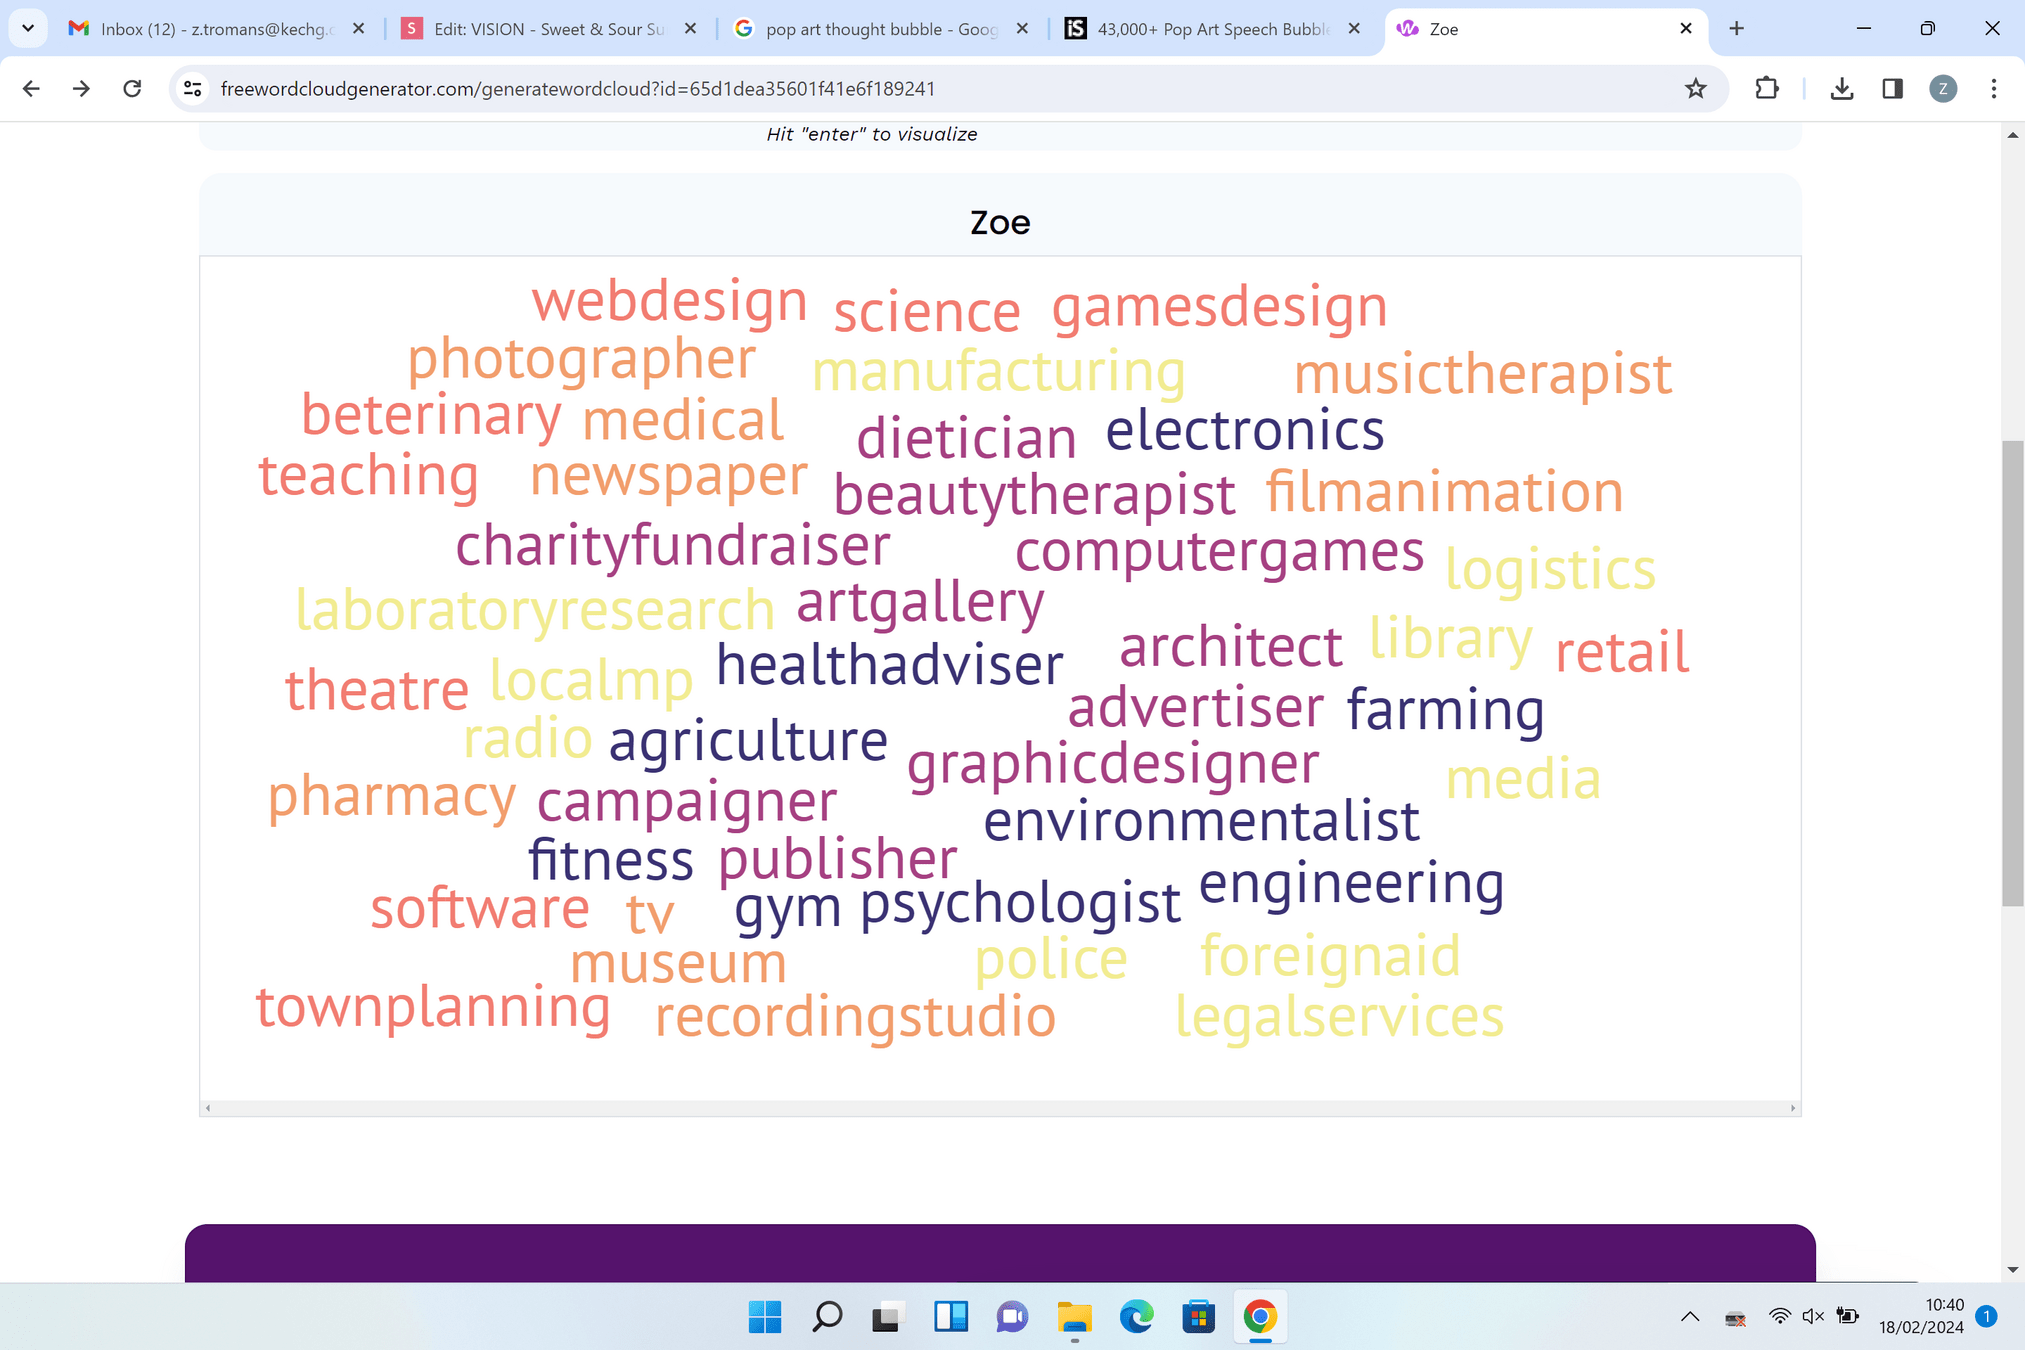 Inbox (12) - z.tromans@kechg.
Edit: VISION - Sweet & Sour Su
pop art thought bubble - Goog
43,000+ Pop Art Speech Bubble
Zoe
freewordcloudgenerator.com/generatewordcloud?id=65d1dea35601f41e6f189241
Z
Hit "enter" to visualize
Zoe
webdesign science gamesdesign
photographer manufacturing musictherapist
beterinary medical dietician electronics
teaching newspaper beautytherapist filmanimation
charityfundraiser computergames logistics
laboratoryresearch artgallery
healthadviser architect library retail
theatre localmp advertiser farming
radio agriculture graphicdesigner media
pharmacy campaigner environmentalist
fitness publisher engineering
software tv gym psychologist
museum police foreignaid
townplanning recordingstudio legalservices
10:40
18/02/2024
1